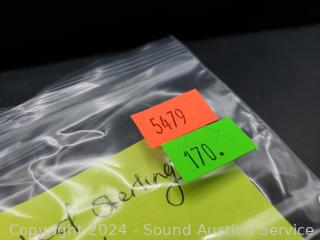 5479
170.
Sterling
Copyright 2024 - Sound Auction Service